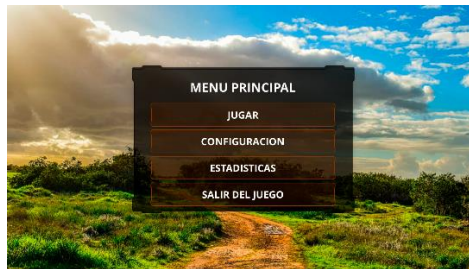 MENU PRINCIPAL
JUGAR
CONFIGURACION
ESTADISTICAS
SALIR DEL JUEGO